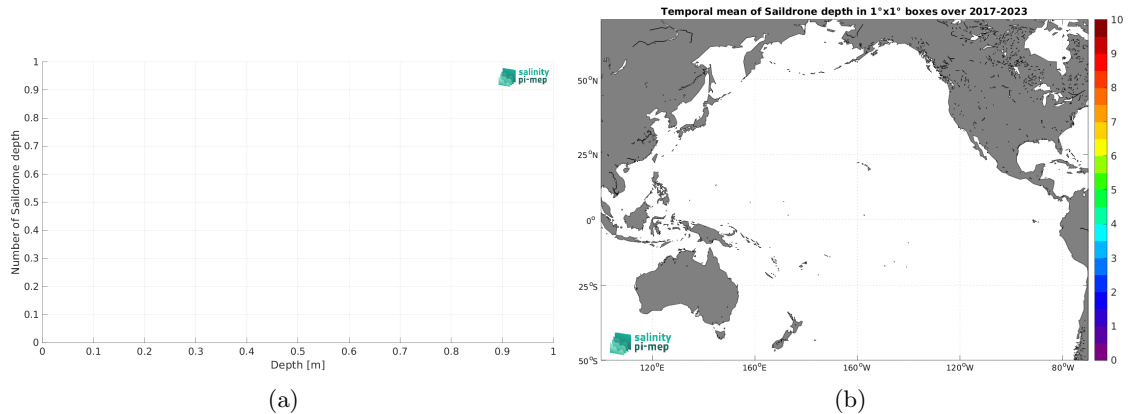 Number of Saildrone depth
1
0.9
0.8
0.7
0.6
0.5
0.4
0.3
0.2
0.1
0
0 0.1 0.2 0.3 0.4 0.5 0.6 0.7 0.8 0.9 1
Depth [m]
salinity
pi-mep
(a)
Temporal mean of Saildrone depth in 1°x1° boxes over 2017-2023
50°N
25°N
0°
25°S
50°S
120°E 160°E 160°W 120°W 80°W
salinity
pi-mep
10
9
8
7
6
5
4
3
2
1
0
(b)